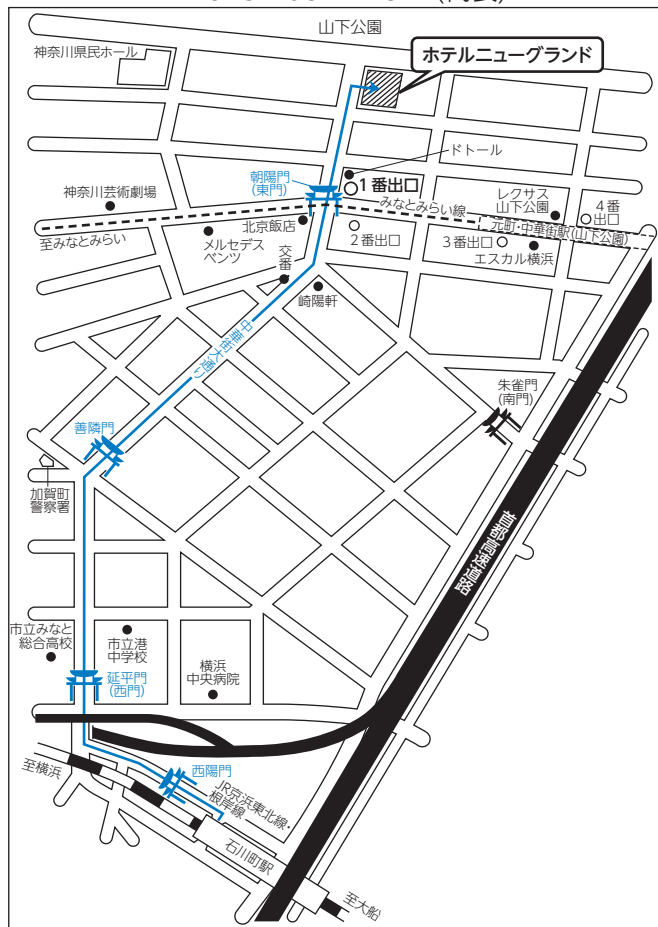 山下公園
神奈川県民ホール
ホテルニューグランド
ドトール
1番出口
朝陽門
(東門)
神奈川芸術劇場
みなとみらい線
レクサス
山下公園
4番
出口
北京飯店
至みなとみらい
メルセデス
ベンツ
2番出口
3番出口
元町・中華街駅(山下公園)
エスカル横浜
交番
崎陽軒
中華街大通り
朱雀門
(南門)
善隣門
加賀町
警察署
首都高速道路
市立みなと
総合高校
市立港
中学校
横浜
中央病院
延平門
(西門)
至横浜
西陽門
JR京浜東北線・
根岸線
石川町駅
至大船